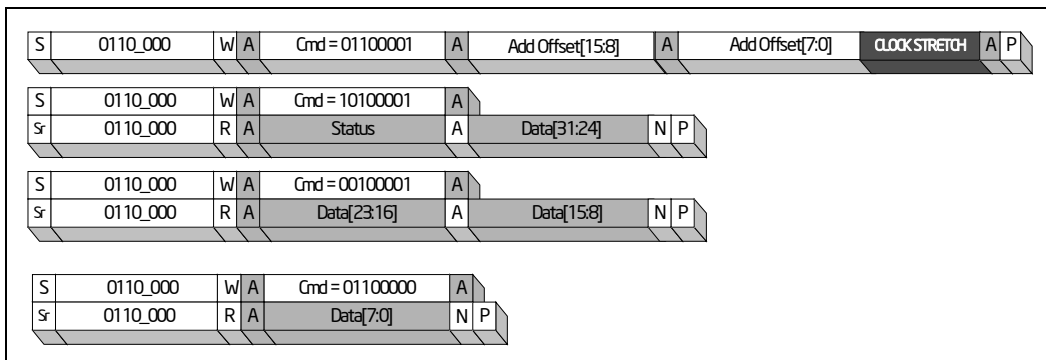 S 0110_000 W A Cmd = 01100001 A Add Offset[15:8] A Add Offset[7:0] CLOCK STRETCH A P
S 0110_000 W A Cmd = 10100001 A
Sr 0110_000 R A Status A Data[31:24] N P
S 0110_000 W A Cmd = 00100001 A
Sr 0110_000 R A Data[23:16] A Data[15:8] N P
S 0110_000 W A Cmd = 01100000 A
Sr 0110_000 R A Data[7:0] N P